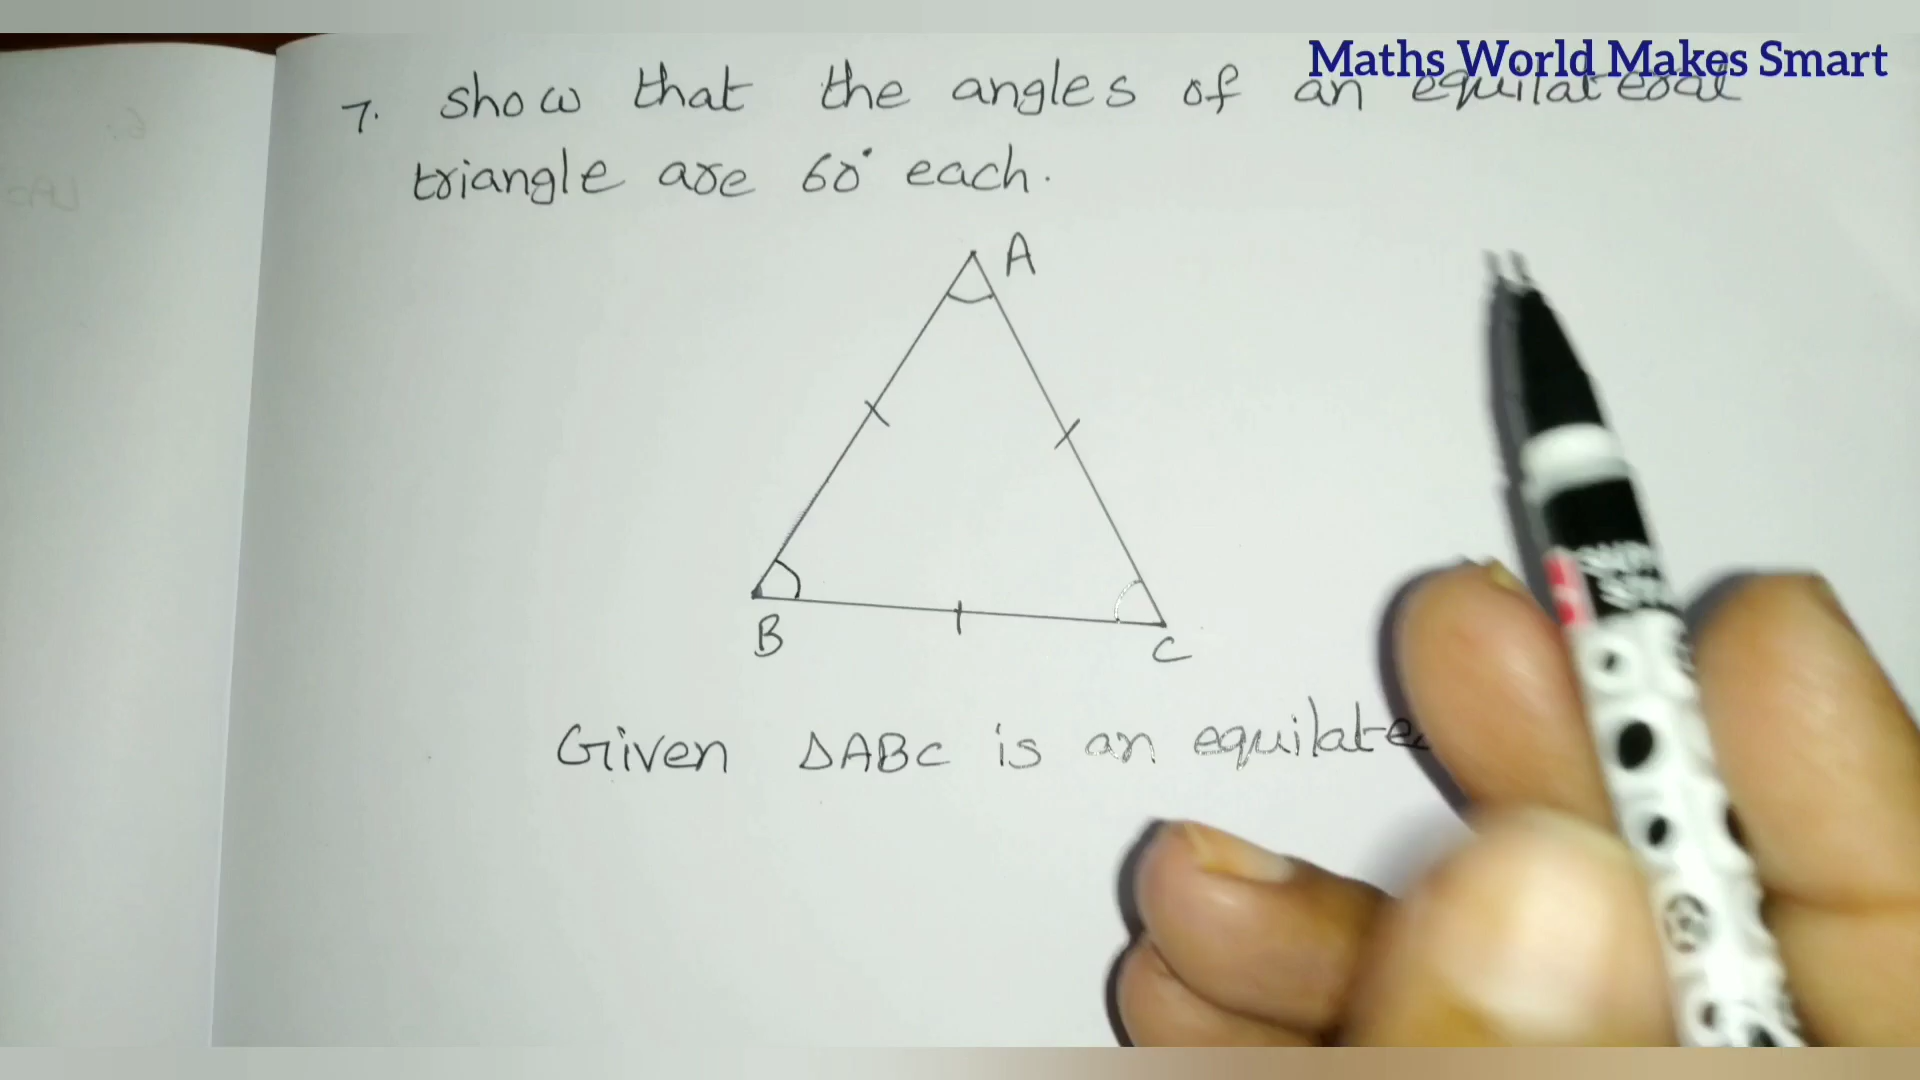 Maths World Makes Smart
7. show that the angles of an equilateral
triangle are 60° each.
A
B
C
Given ΔABC is an equilate